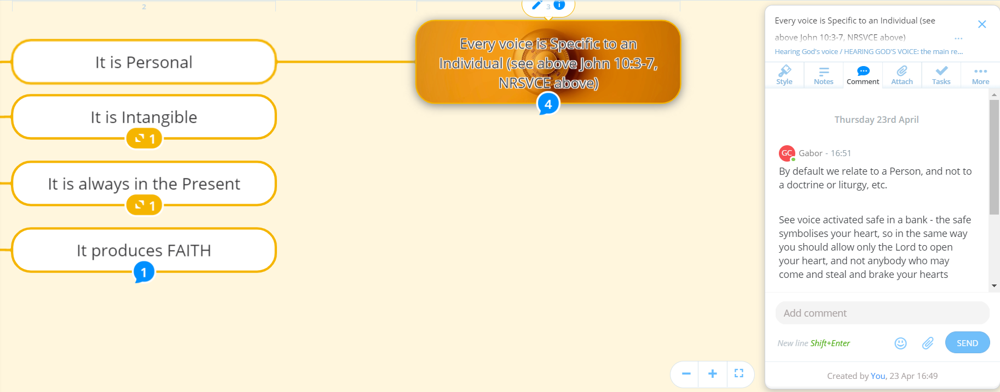 2
3
It is Personal
It is Intangible
1
It is always in the Present
1
It produces FAITH
1
Every voice is Specific to an
Individual (see above John 10:3-7,
NRSVCE above)
4
Every voice is Specific to an Individual (see
above John 10:3-7, NRSVCE above)
...
Hearing God's voice / HEARING GOD'S VOICE: the main re...
Style
Notes
Comment
Attach
Tasks
More
Thursday 23rd April
GC Gabor - 16:51
By default we relate to a Person, and not to
a doctrine or liturgy, etc.
See voice activated safe in a bank - the safe
symbolises your heart, so in the same way
you should allow only the Lord to open
your heart, and not anybody who may
come and steal and brake your hearts
Add comment
New line Shift+Enter
SEND
Created by You, 23 Apr 16:49